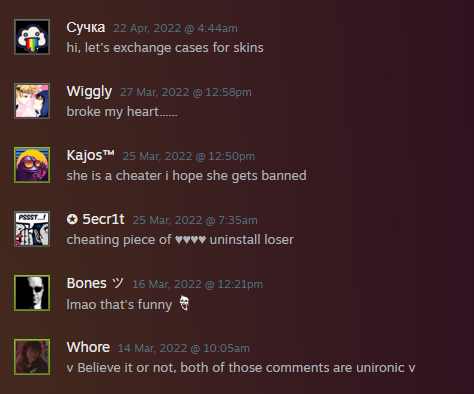 Сучка 22 Apr, 2022 @ 4:44am
hi, let's exchange cases for skins
Wiggly 27 Mar, 2022 @ 12:58pm
broke my heart......
Kajos™ 25 Mar, 2022 @ 12:50pm
she is a cheater i hope she gets banned
PSSST...!
✪ 5ecr1t 25 Mar, 2022 @ 7:35am
cheating piece of ♥♥♥♥ uninstall loser
Bones ツ 16 Mar, 2022 @ 12:21pm
lmao that's funny
Whore 14 Mar, 2022 @ 10:05am
v Believe it or not, both of those comments are unironic v